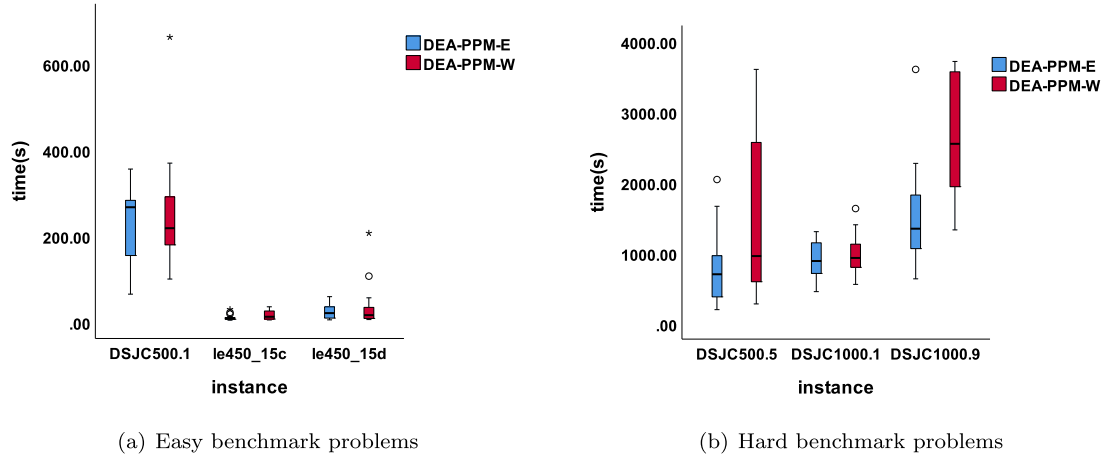 DEA-PPM-E
DEA-PPM-W
600.00
400.00
200.00
.00
time(s)
DSJC500.1
le450_15c
le450_15d
instance
(a) Easy benchmark problems
DEA-PPM-E
DEA-PPM-W
4000.00
3000.00
2000.00
1000.00
.00
time(s)
DSJC500.5
DSJC1000.1
DSJC1000.9
instance
(b) Hard benchmark problems